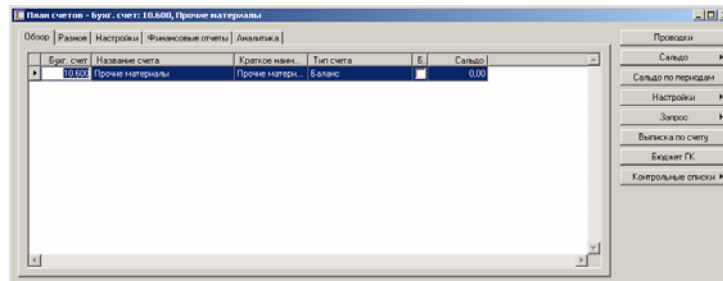 План счетов - Бухг. счет: 10.600, Прочие материалы
Обзор Разное Настройки Финансовые отчеты Аналитика
Бухг. счет Название счета Краткое наим... Тип счета Б. Сальдо
10.600 Прочие материалы Прочие матери... Баланс 0,00
Проводки
Сальдо
Сальдо по периодам
Настройки
Запрос
Выписка по счету
Бюджет ГК
Контрольные списки